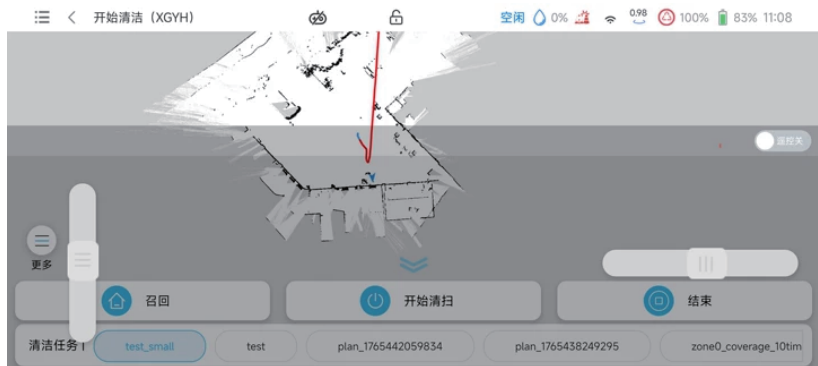 开始清洁（XGYH）
空闲 0% 0.98 100% 83% 11:08
遥控关
更多
召回 开始清扫 结束
清洁任务 test_small test plan_1765442059834 plan_1765438249295 zone0_coverage_10tim